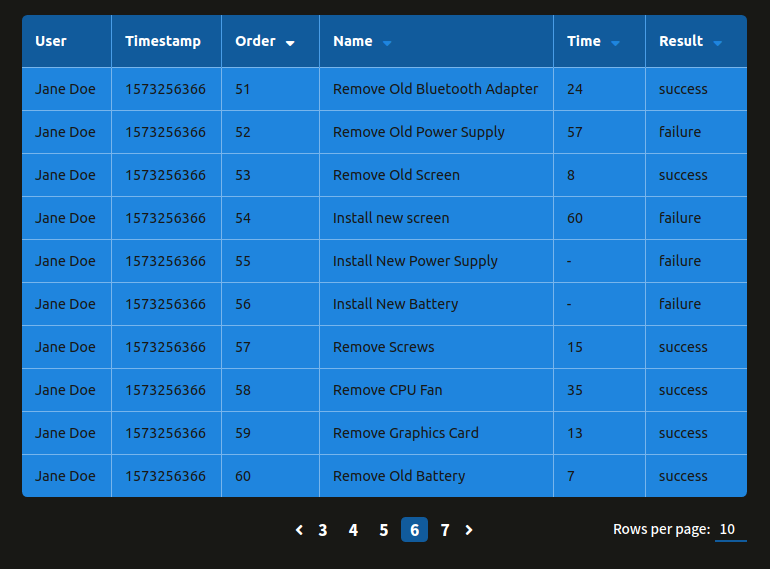 User Timestamp Order Name Time Result
Jane Doe 1573256366 51 Remove Old Bluetooth Adapter 24 success
Jane Doe 1573256366 52 Remove Old Power Supply 57 failure
Jane Doe 1573256366 53 Remove Old Screen 8 success
Jane Doe 1573256366 54 Install new screen 60 failure
Jane Doe 1573256366 55 Install New Power Supply - failure
Jane Doe 1573256366 56 Install New Battery - failure
Jane Doe 1573256366 57 Remove Screws 15 success
Jane Doe 1573256366 58 Remove CPU Fan 35 success
Jane Doe 1573256366 59 Remove Graphics Card 13 success
Jane Doe 1573256366 60 Remove Old Battery 7 success
3 4 5 6 7 Rows per page: 10